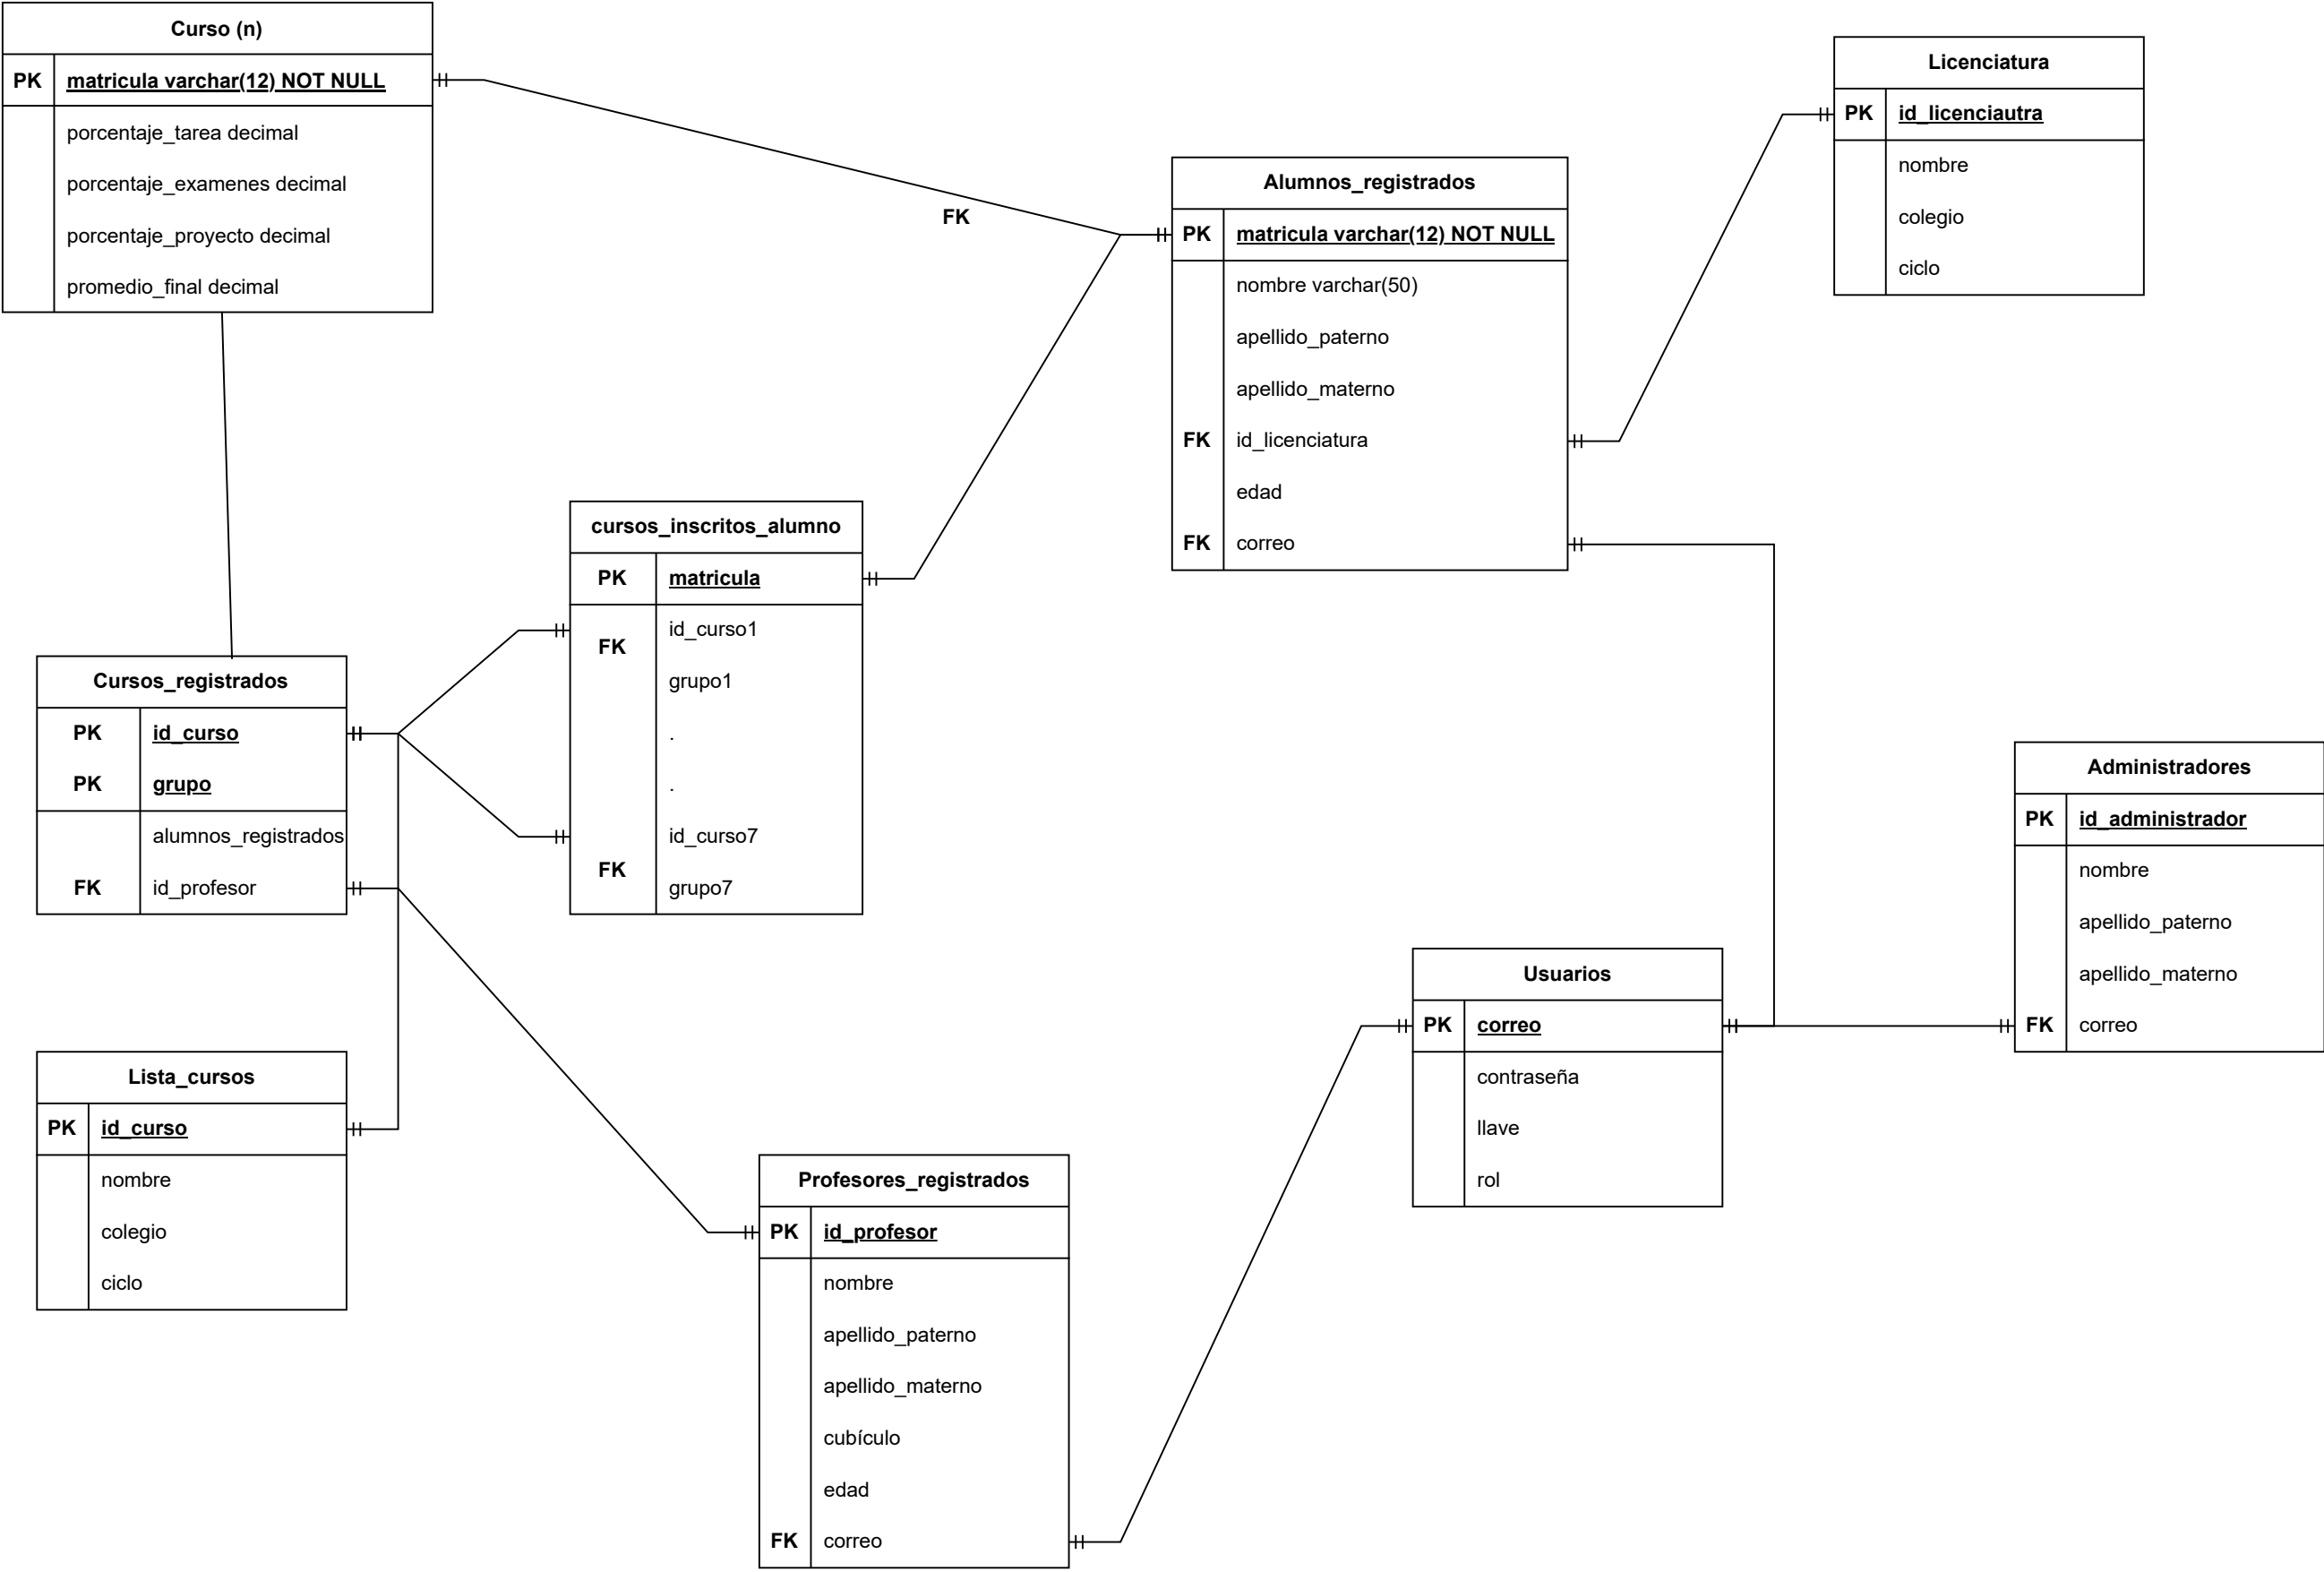 Curso (n)
PK matricula varchar(12) NOT NULL
porcentaje_tarea decimal
porcentaje_examenes decimal
porcentaje_proyecto decimal
promedio_final decimal
FK
Licenciatura
PK id_licenciautra
nombre
colegio
ciclo
Alumnos_registrados
PK matricula varchar(12) NOT NULL
nombre varchar(50)
apellido_paterno
apellido_materno
FK id_licenciatura
edad
FK correo
cursos_inscritos_alumno
PK matricula
id_curso1
FK
grupo1
.
.
id_curso7
FK
grupo7
Cursos_registrados
PK id_curso
PK grupo
alumnos_registrados
FK id_profesor
Administradores
PK id_administrador
nombre
apellido_paterno
apellido_materno
FK correo
Usuarios
PK correo
contraseña
llave
rol
Lista_cursos
PK id_curso
nombre
colegio
ciclo
Profesores_registrados
PK id_profesor
nombre
apellido_paterno
apellido_materno
cubículo
edad
FK correo